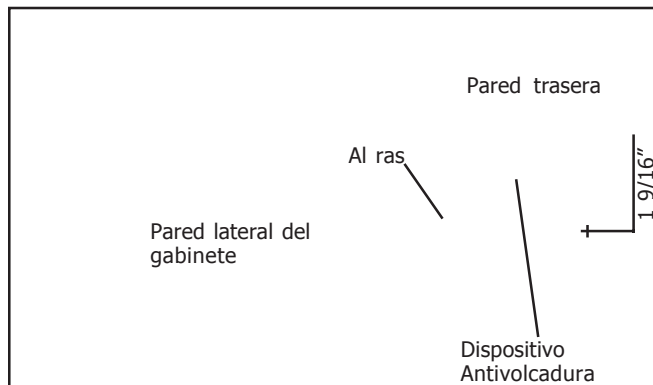 Pared trasera
Al ras
1 9/16"
Pared lateral del
gabinete
Dispositivo
Antivolcadura